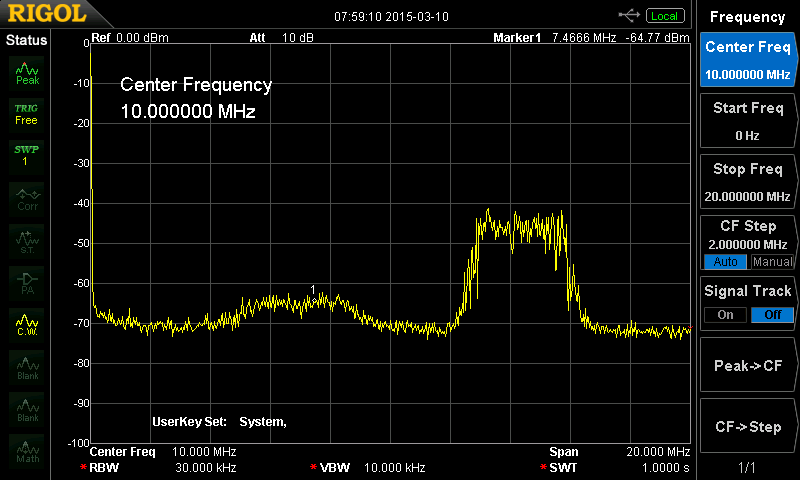 RIGOL
07:59:10 2015-03-10
Local
Frequency
Status
Ref 0.00 dBm Att 10 dB Marker1 7.4666 MHz -64.77 dBm
Peak
TRIG
Free
SWP
1
Corr
S.T.
PA
C.W.
Blank
Blank
Math
0
-10
-20
-30
-40
-50
-60
-70
-80
-90
-100
Center Frequency
10.000000 MHz
1
UserKey Set: System,
Center Freq 10.000 MHz Span 20.000 MHz
*RBW 30.000 kHz *VBW 10.000 kHz *SWT 1.0000 s
Center Freq
10.000000 MHz
Start Freq
0 Hz
Stop Freq
20.000000 MHz
CF Step
2.000000 MHz
Auto Manual
Signal Track
On Off
Peak->CF
CF->Step
1/1